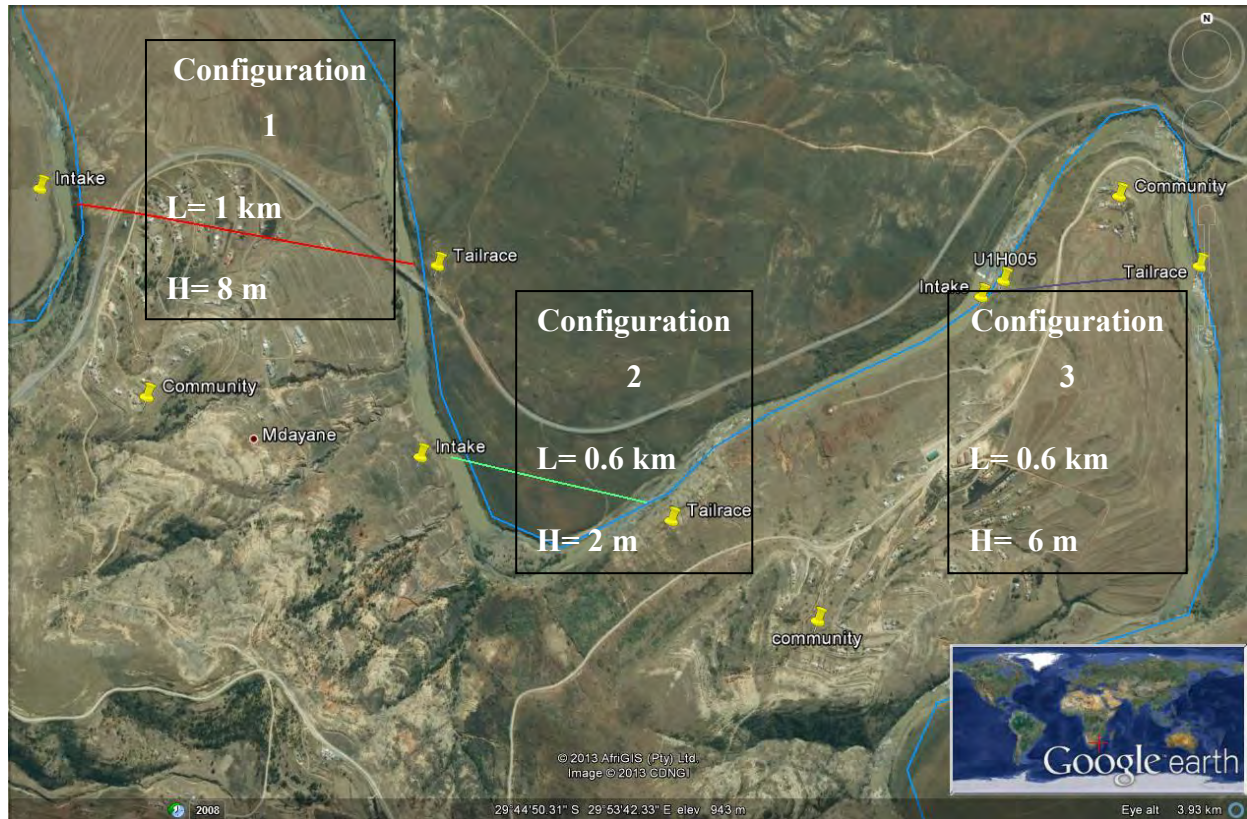 N
Configuration
1
L= 1 km
H= 8 m
Intake
Tailrace
Community
Mdayane
Intake
Configuration
2
L= 0.6 km
H= 2 m
Tailrace
community
Community
U1H005
Intake
Tailrace
Configuration
3
L= 0.6 km
H= 6 m
© 2013 AfriGIS (Pty) Ltd.
Image © 2013 CDNGI
Google earth
2008
29°44'50.31" S 29°53'42.33" E elev 943 m
Eye alt 3.93 km